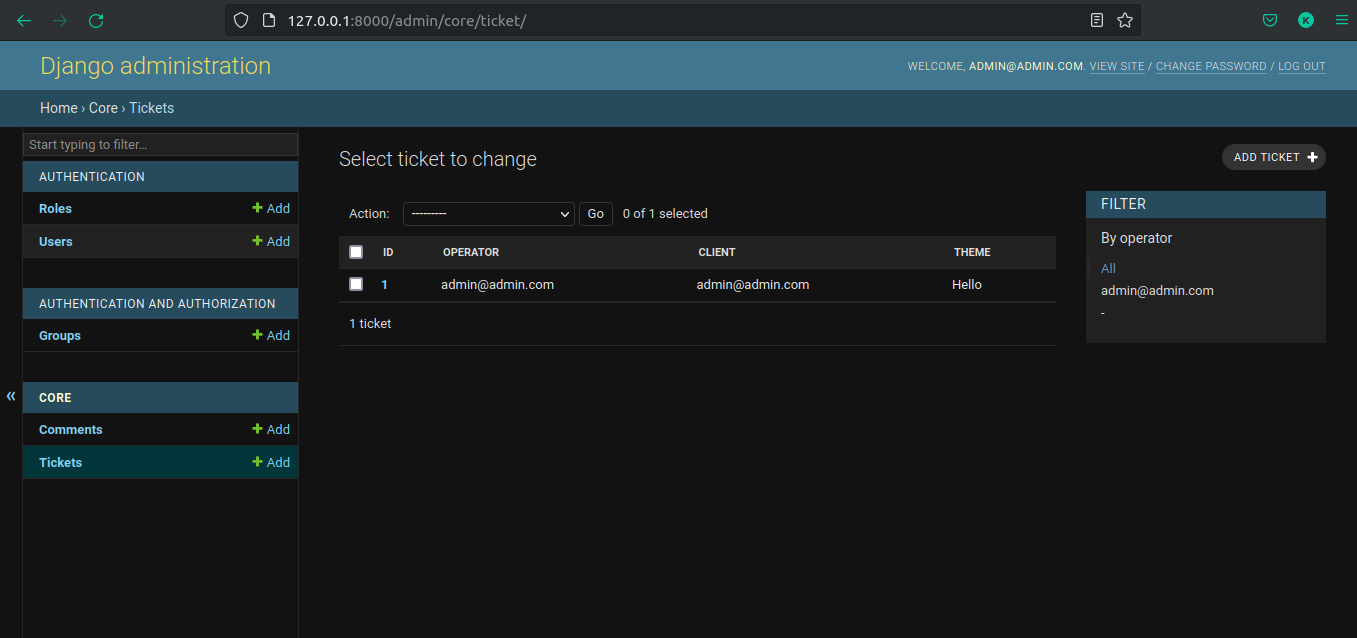 127.0.0.1:8000/admin/core/ticket/
K
Django administration
WELCOME, ADMIN@ADMIN.COM. VIEW SITE / CHANGE PASSWORD / LOG OUT
Home › Core › Tickets
Start typing to filter...
AUTHENTICATION
Roles + Add
Users + Add
AUTHENTICATION AND AUTHORIZATION
Groups + Add
«
CORE
Comments + Add
Tickets + Add
Select ticket to change
ADD TICKET +
Action: --------- Go 0 of 1 selected
ID OPERATOR CLIENT THEME
1 admin@admin.com admin@admin.com Hello
1 ticket
FILTER
By operator
All
admin@admin.com
-